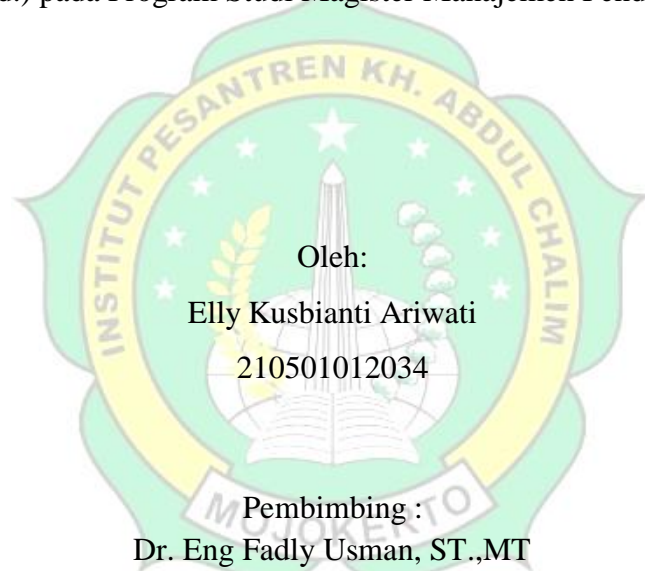 d.) pada Program Studi Magister Manajemen Pend
INSTITUT PESANTREN KH. ABDUL CHALIM
Oleh:
Elly Kusbianti Ariwati
210501012034
MOJOKERTO
Pembimbing :
Dr. Eng Fadly Usman, ST.,MT